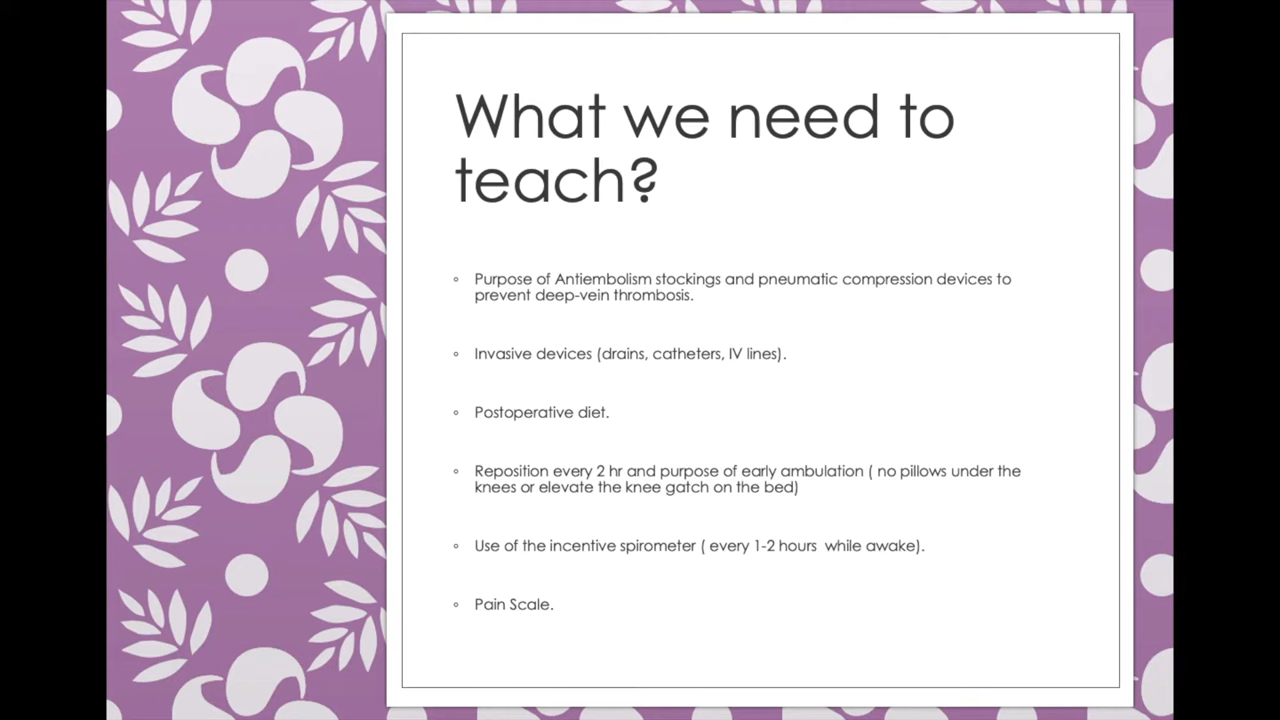 What we need to
teach?
◦ Purpose of Antiembolism stockings and pneumatic compression devices to
prevent deep-vein thrombosis.
◦ Invasive devices (drains, catheters, IV lines).
◦ Postoperative diet.
◦ Reposition every 2 hr and purpose of early ambulation ( no pillows under the
knees or elevate the knee gatch on the bed)
◦ Use of the incentive spirometer ( every 1-2 hours  while awake).
◦ Pain Scale.